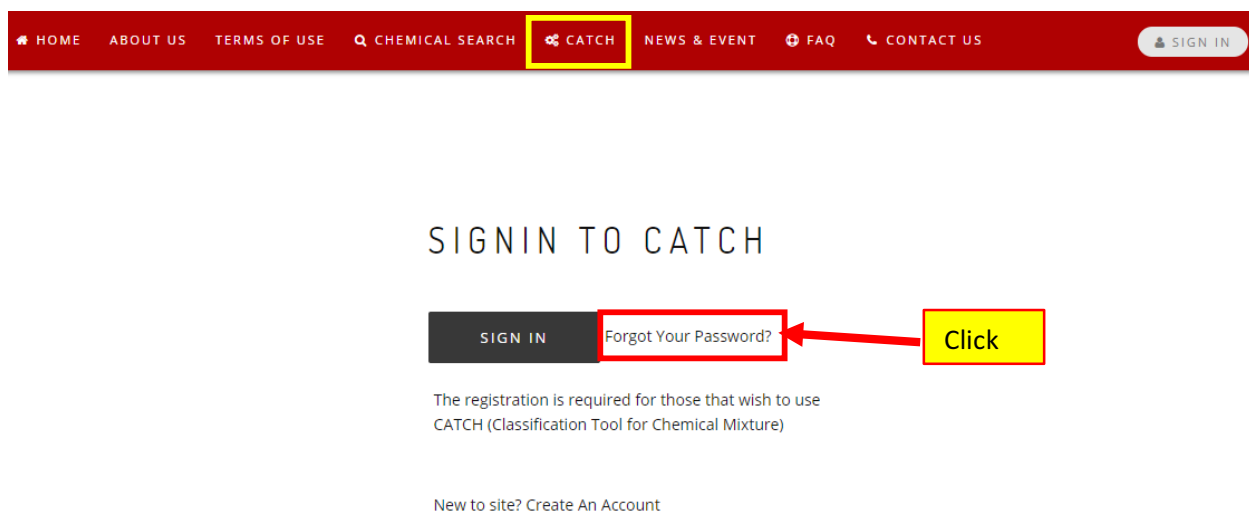 HOME ABOUT US TERMS OF USE CHEMICAL SEARCH CATCH NEWS & EVENT FAQ CONTACT US SIGN IN
SIGNIN TO CATCH
SIGN IN Forgot Your Password? Click
The registration is required for those that wish to use
CATCH (Classification Tool for Chemical Mixture)
New to site? Create An Account